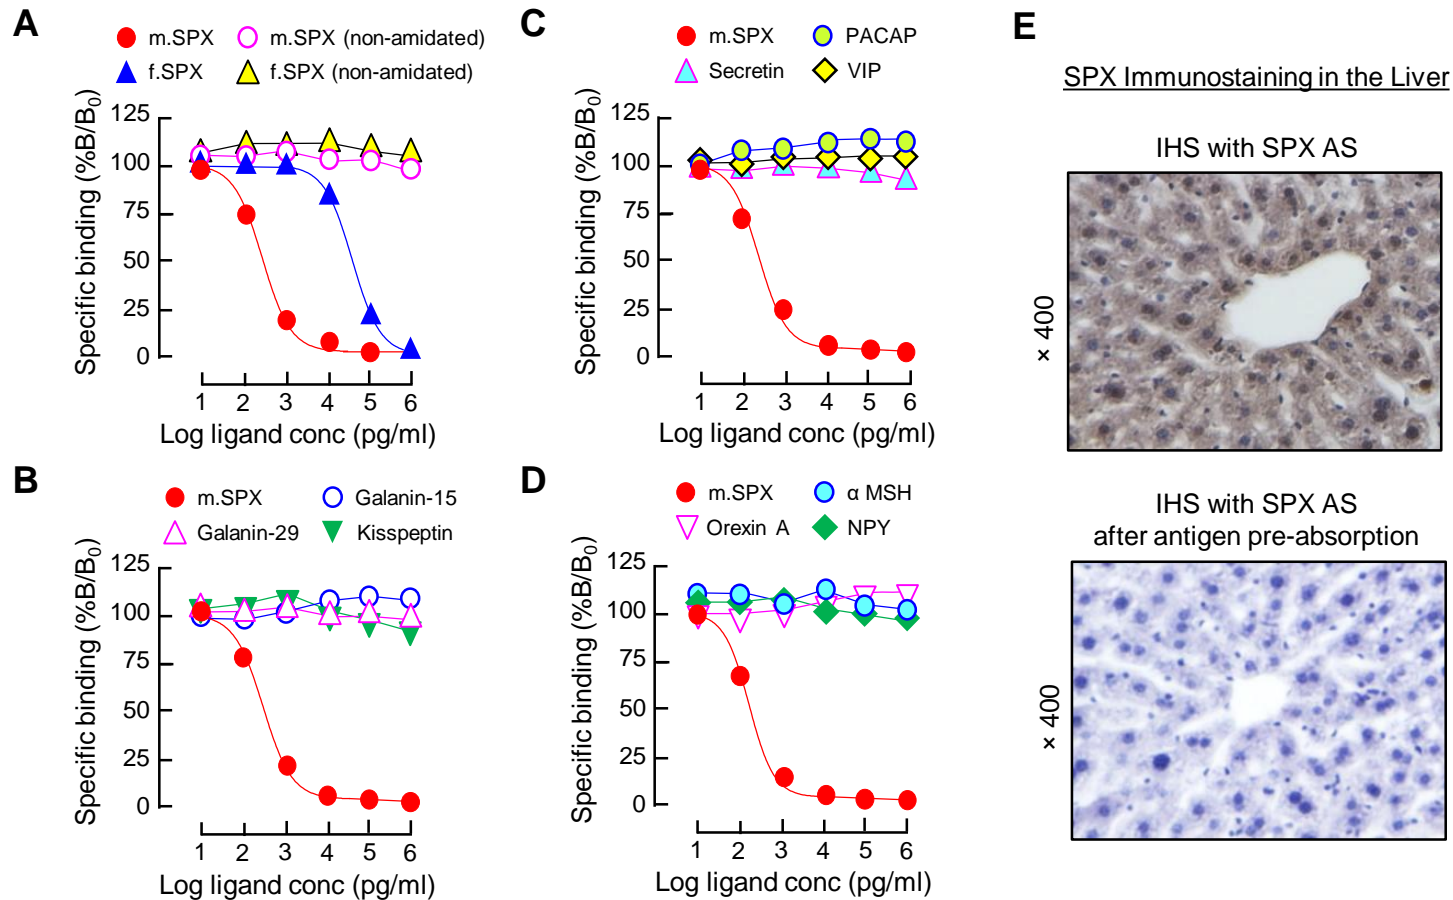 A
m.SPX
m.SPX (non-amidated)
f.SPX
f.SPX (non-amidated)
Specific binding (%B/B0)
125
100
75
50
25
0
1 2 3 4 5 6
Log ligand conc (pg/ml)
B
m.SPX
Galanin-15
Galanin-29
Kisspeptin
Specific binding (%B/B0)
125
100
75
50
25
0
1 2 3 4 5 6
Log ligand conc (pg/ml)
C
m.SPX
PACAP
Secretin
VIP
Specific binding (%B/B0)
125
100
75
50
25
0
1 2 3 4 5 6
Log ligand conc (pg/ml)
D
m.SPX
α MSH
Orexin A
NPY
Specific binding (%B/B0)
125
100
75
50
25
0
1 2 3 4 5 6
Log ligand conc (pg/ml)
E
SPX Immunostaining in the Liver
IHS with SPX AS
× 400
IHS with SPX AS
after antigen pre-absorption
× 400